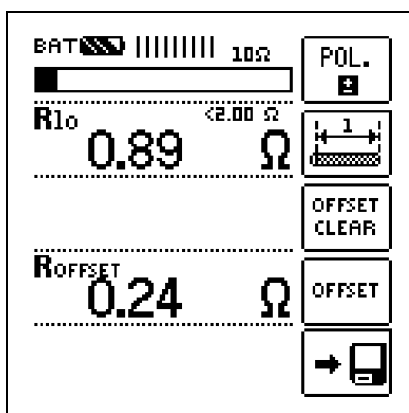 BAT 10Ω
POL.
±
Rlo <2.00 Ω
0.89 Ω
1
OFFSET
CLEAR
ROFFSET
0.24 Ω
OFFSET